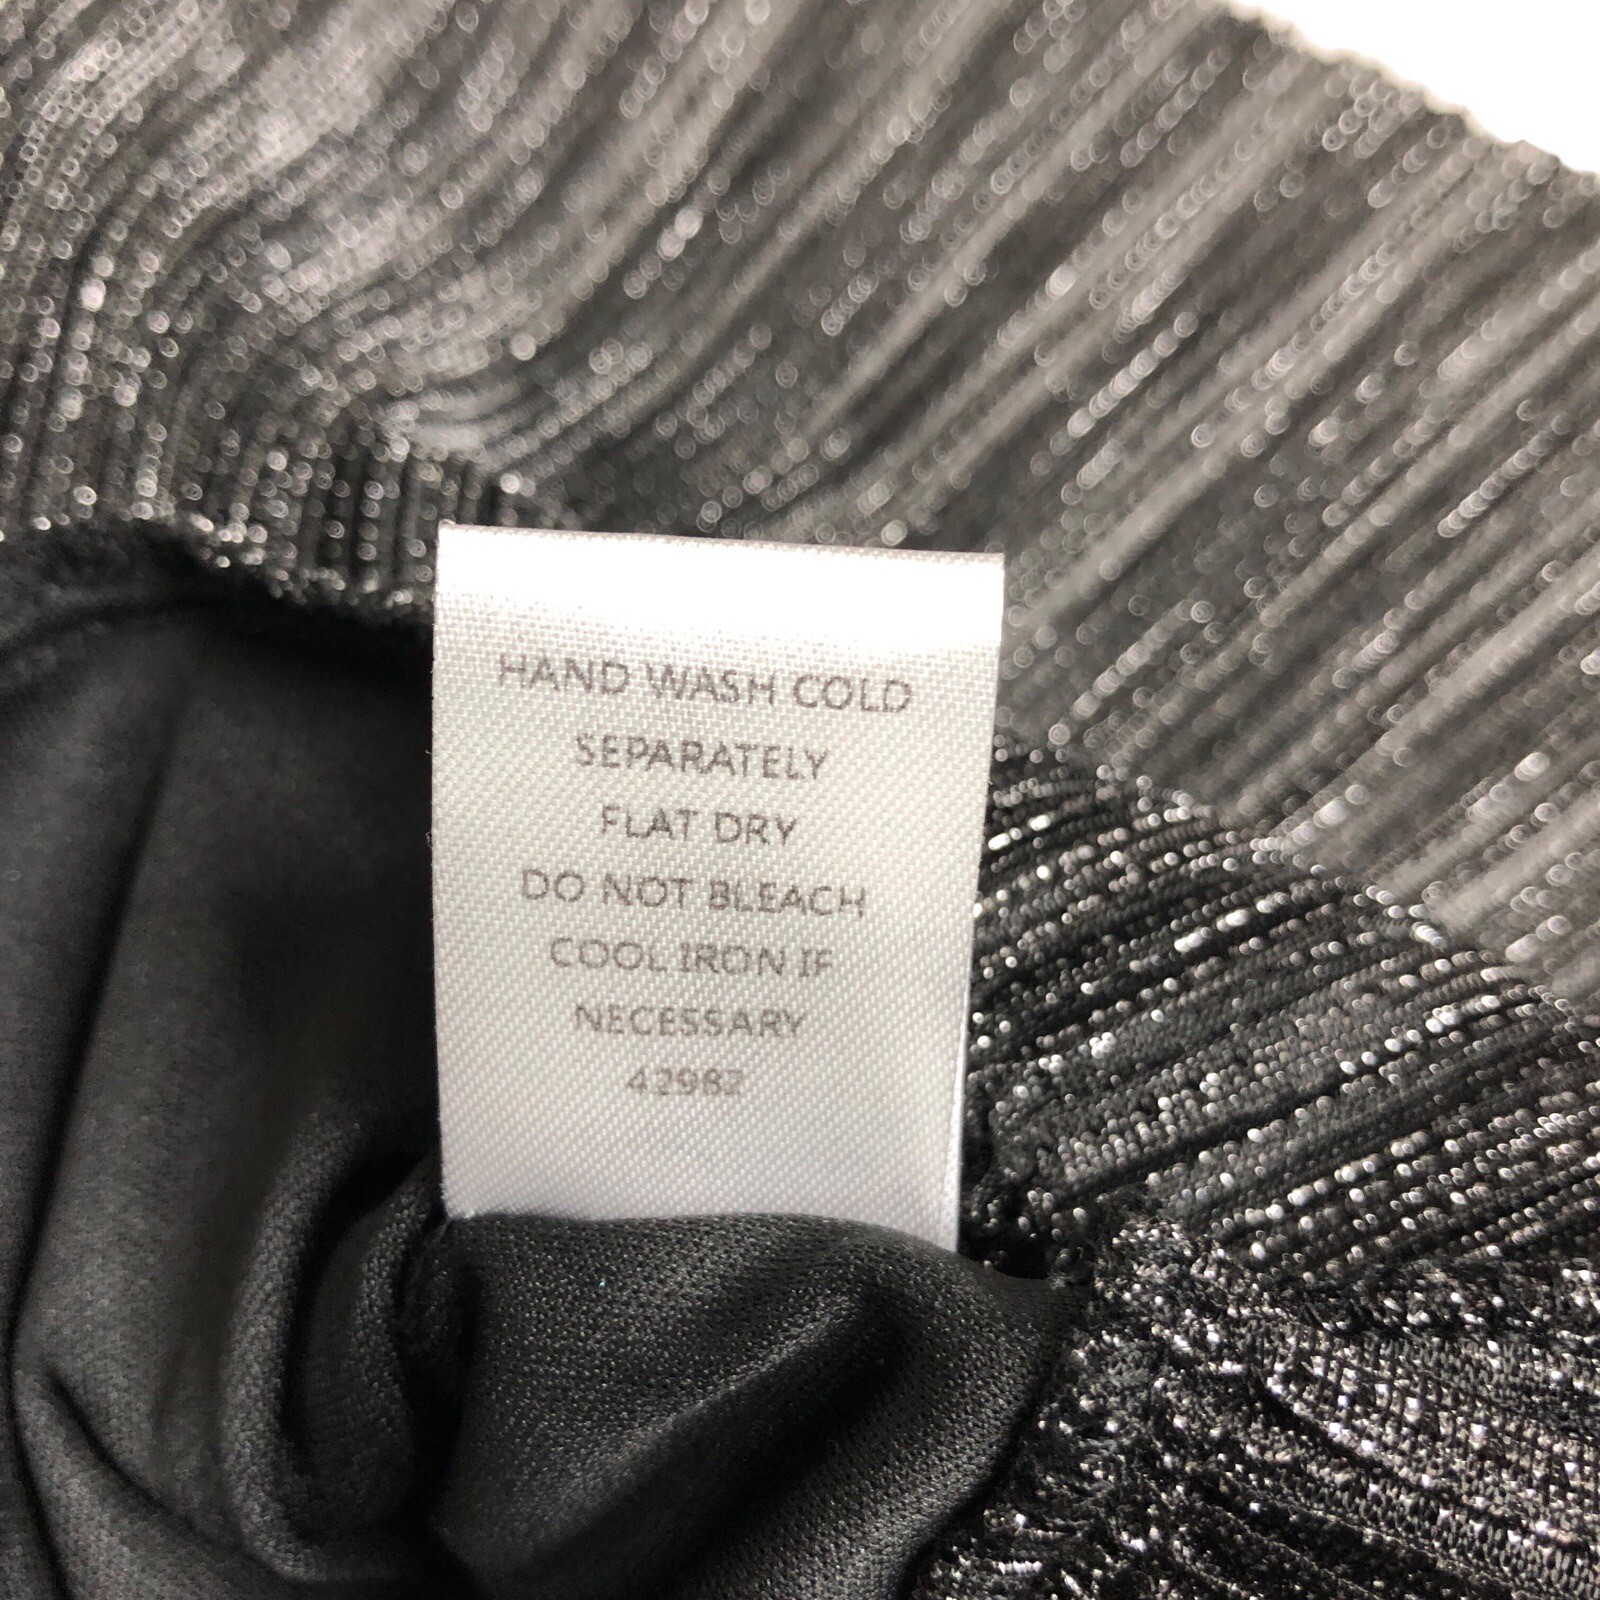 HAND WASH COLD
SEPARATELY
FLAT DRY
DO NOT BLEACH
COOL IRON IF
NECESSARY
42982